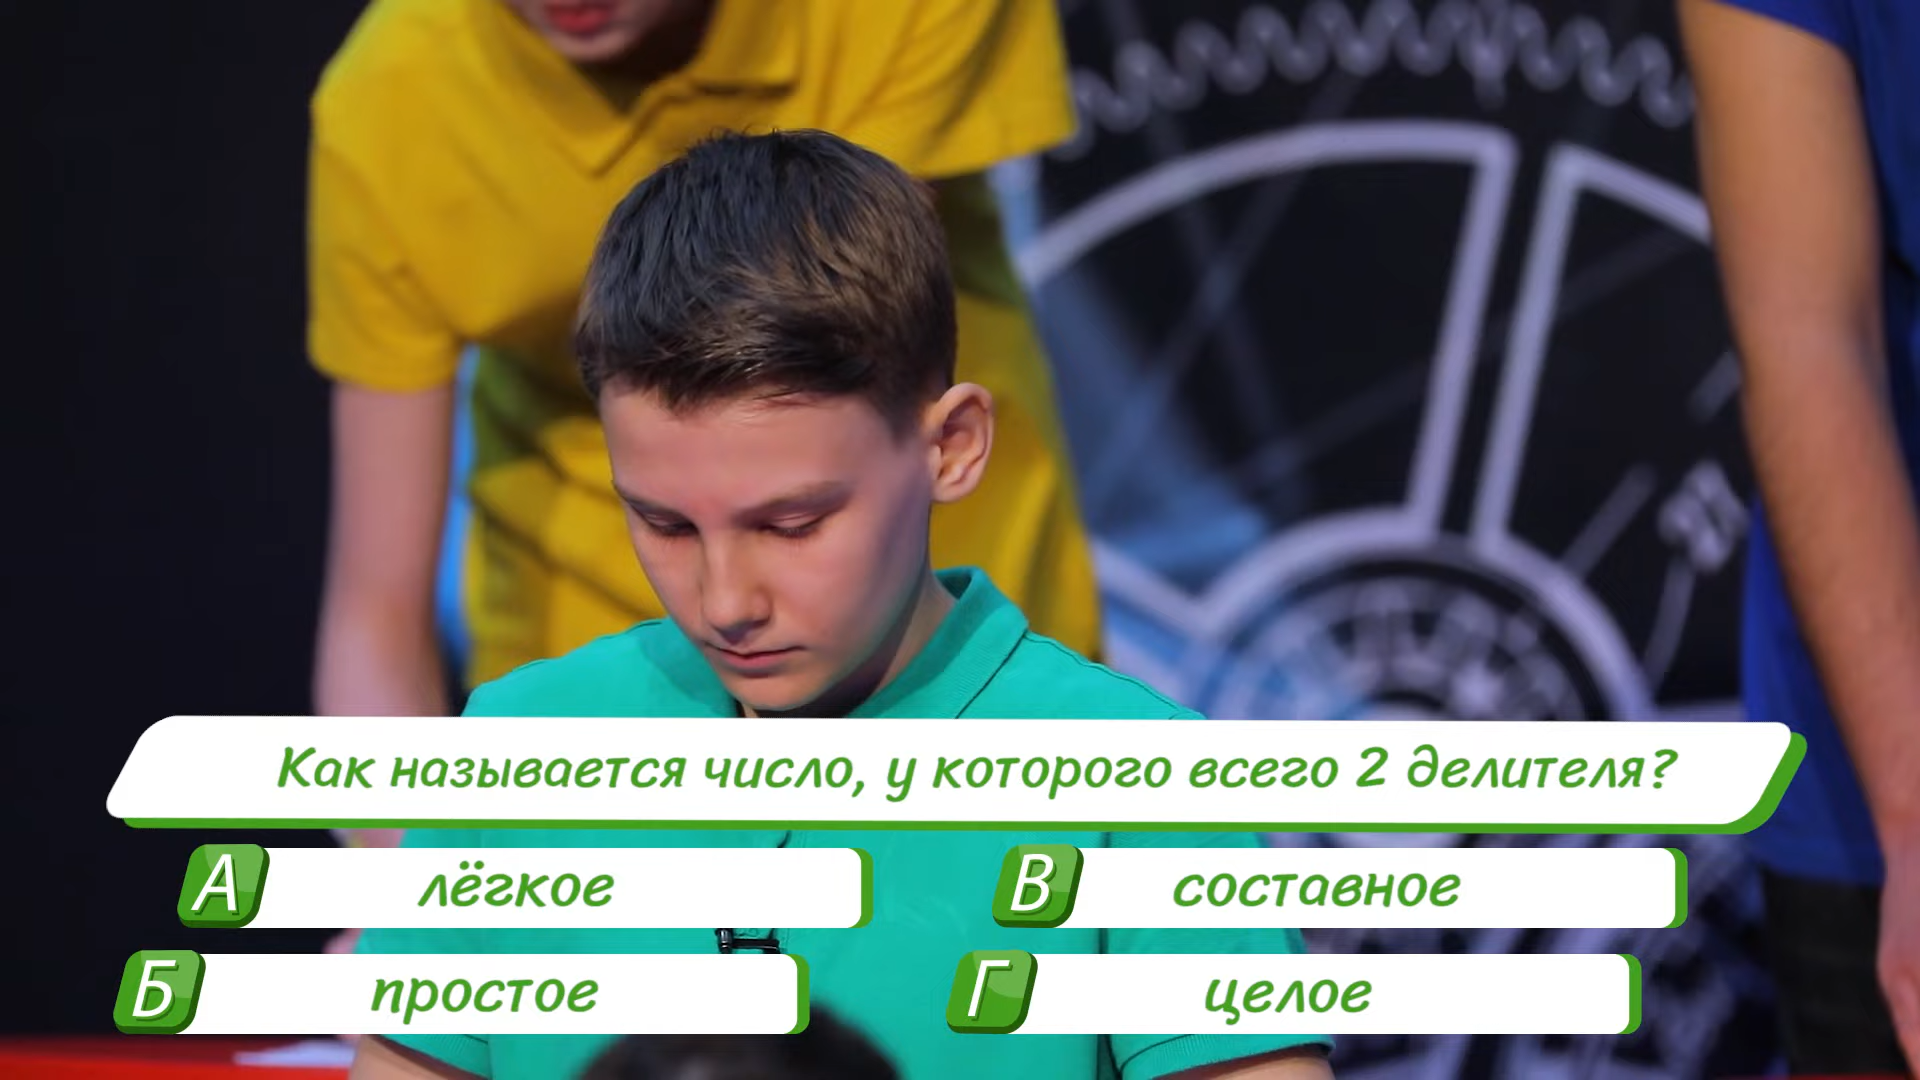 Как называется число, у которого всего 2 делителя?
А лёгкое
В составное
Б простое
Г целое